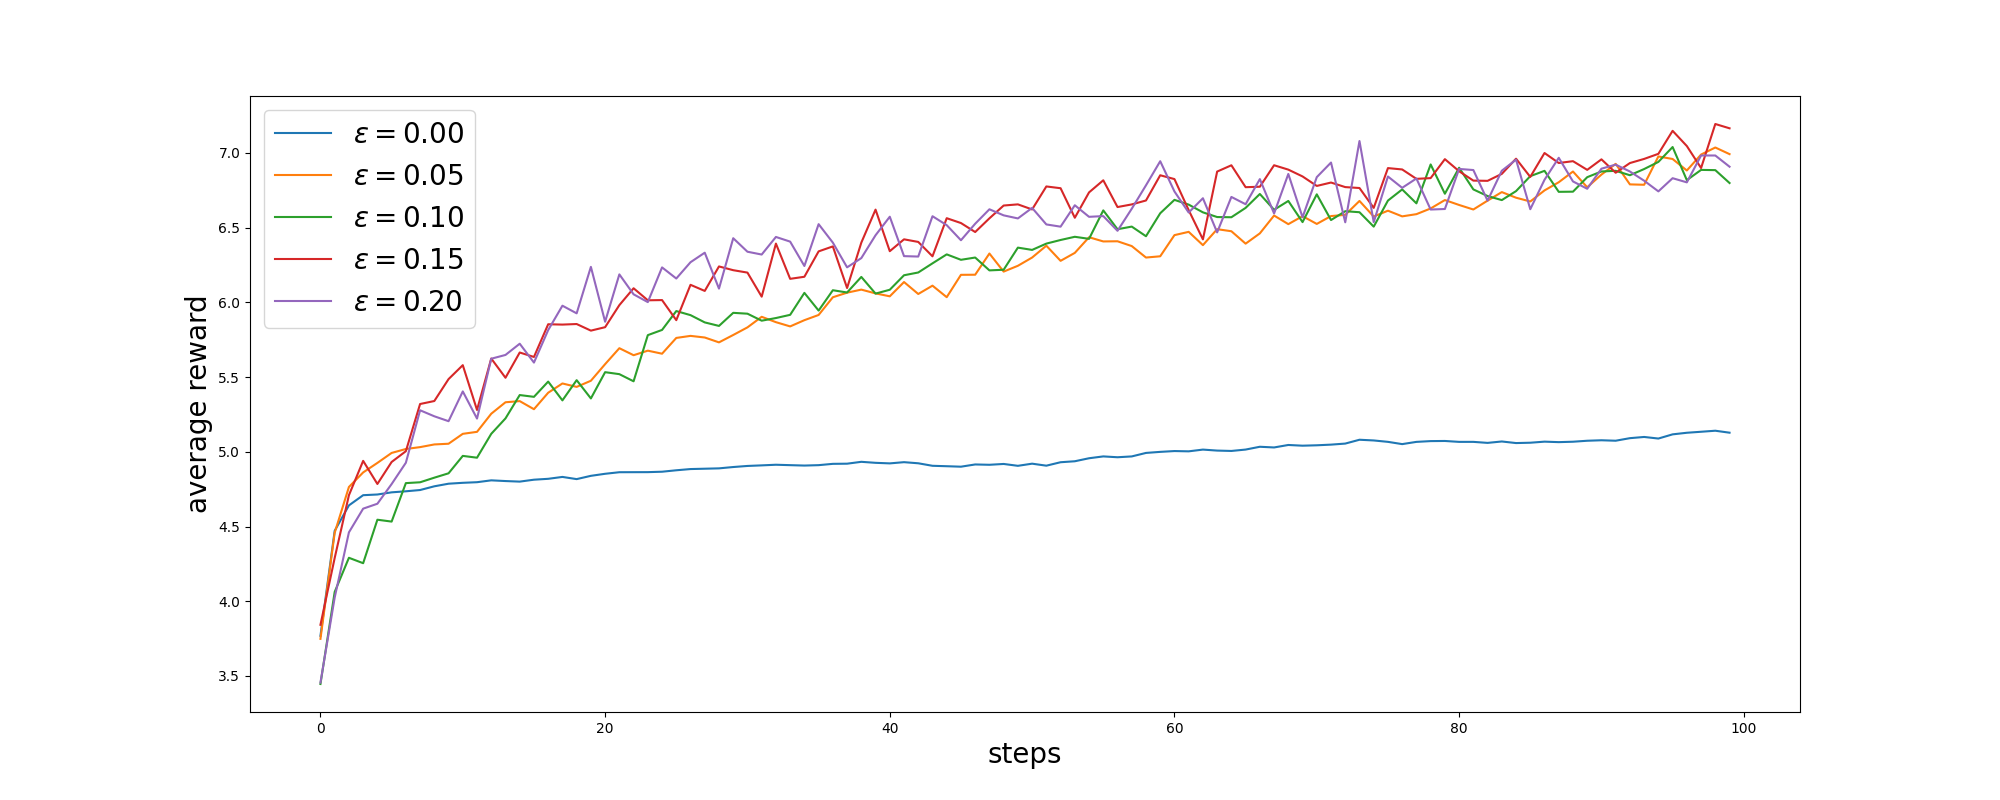 ε = 0.00
ε = 0.05
ε = 0.10
ε = 0.15
ε = 0.20
average reward
7.0
6.5
6.0
5.5
5.0
4.5
4.0
3.5
0 20 40 60 80 100
steps